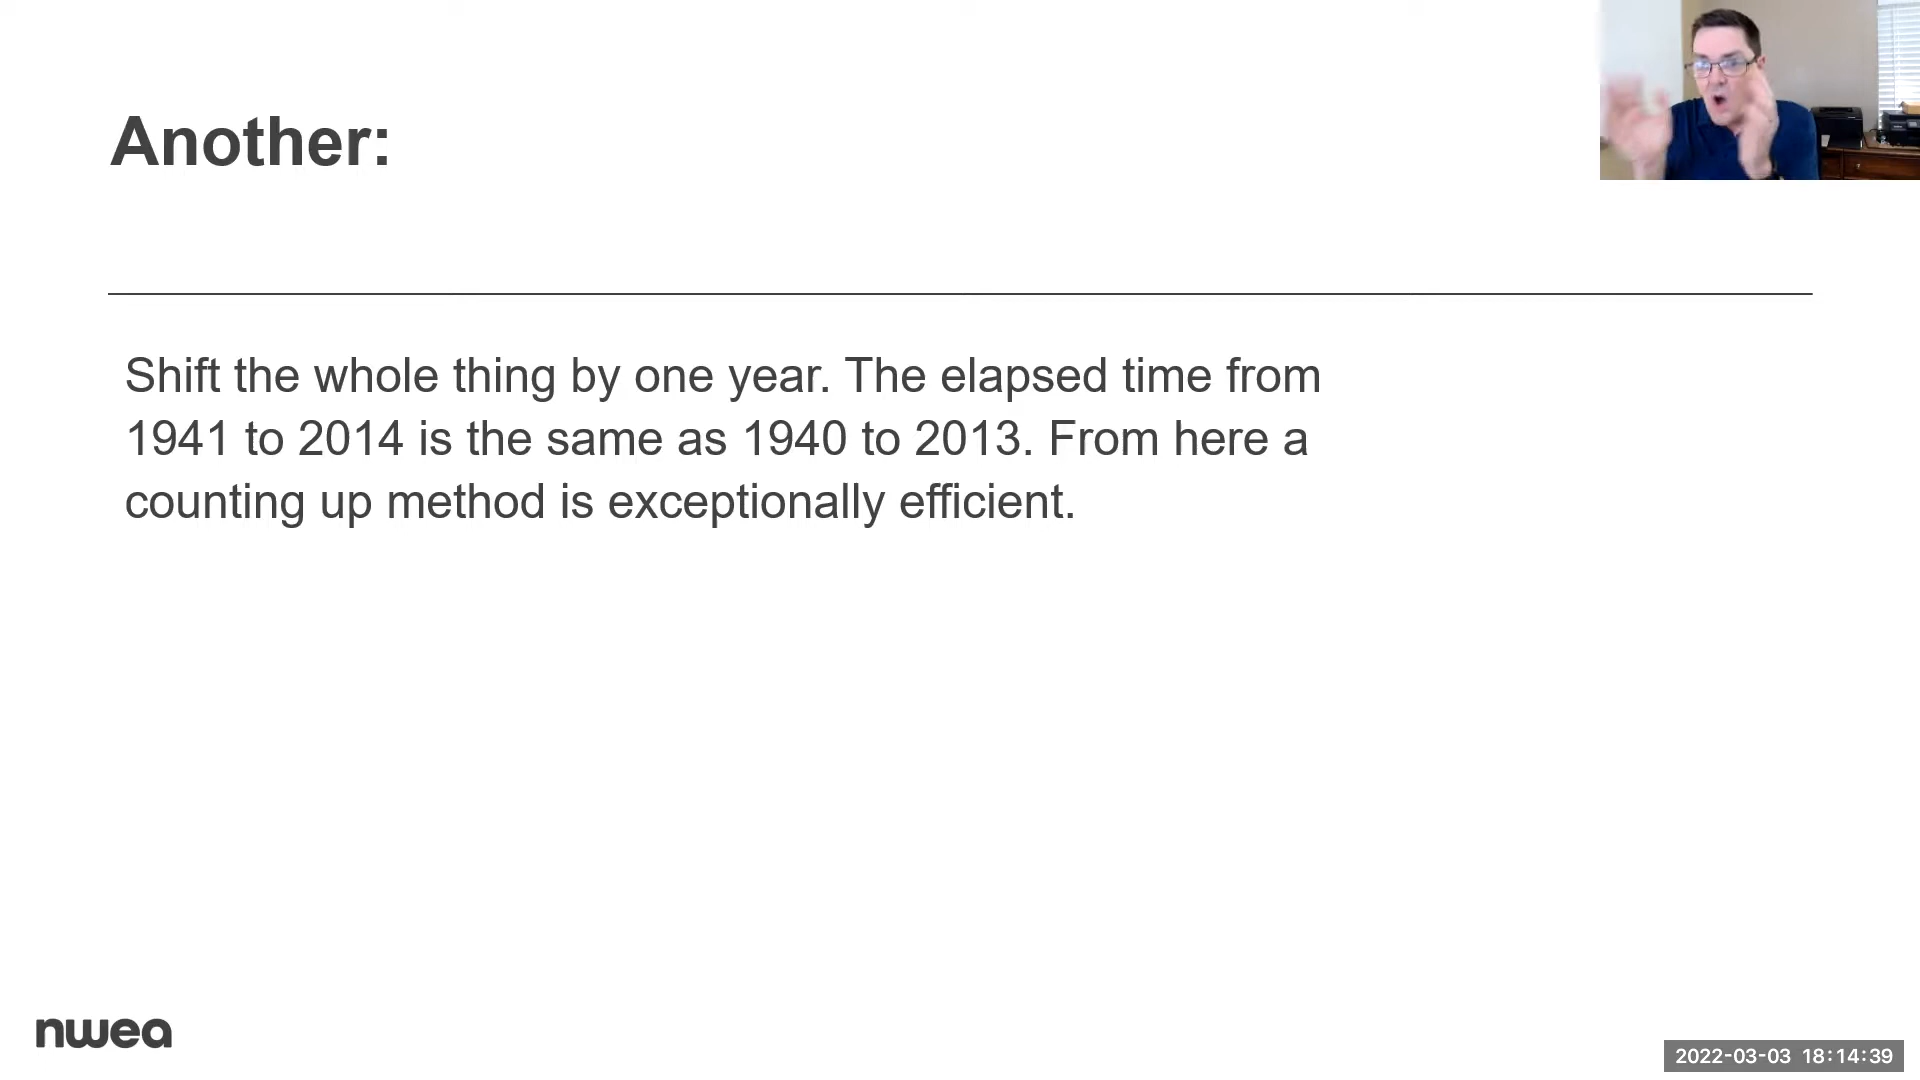 Another:
Shift the whole thing by one year. The elapsed time from
1941 to 2014 is the same as 1940 to 2013. From here a
counting up method is exceptionally efficient.
nwea
2022-03-03 18:14:39